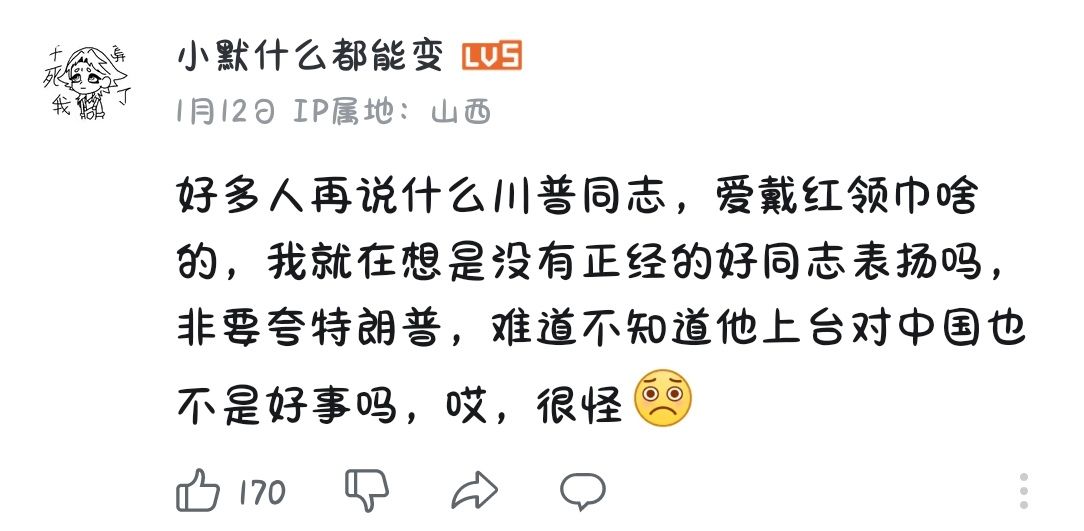 小默什么都能变 LV5
1月12日 IP属地：山西
好多人再说什么川普同志，爱戴红领巾啥
的，我就在想是没有正经的好同志表扬吗，
非要夸特朗普，难道不知道他上台对中国也
不是好事吗，哎，很怪
170